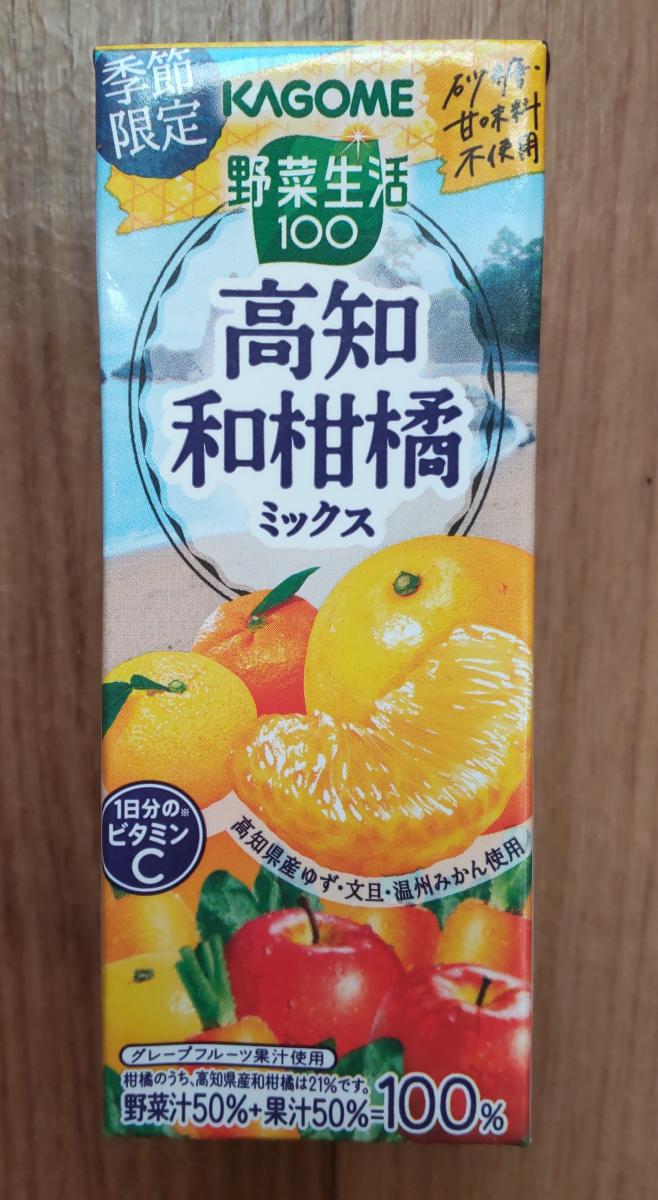 季節
限定
KAGOME
砂糖・
甘味料
不使用
野菜生活
100
高知
和柑橘
ミックス
1日分の※
ビタミン
C
高知県産ゆず・文旦・温州みかん使用
グレープフルーツ果汁使用
柑橘のうち、高知県産和柑橘は21%です。
野菜汁50%+果汁50%=100%